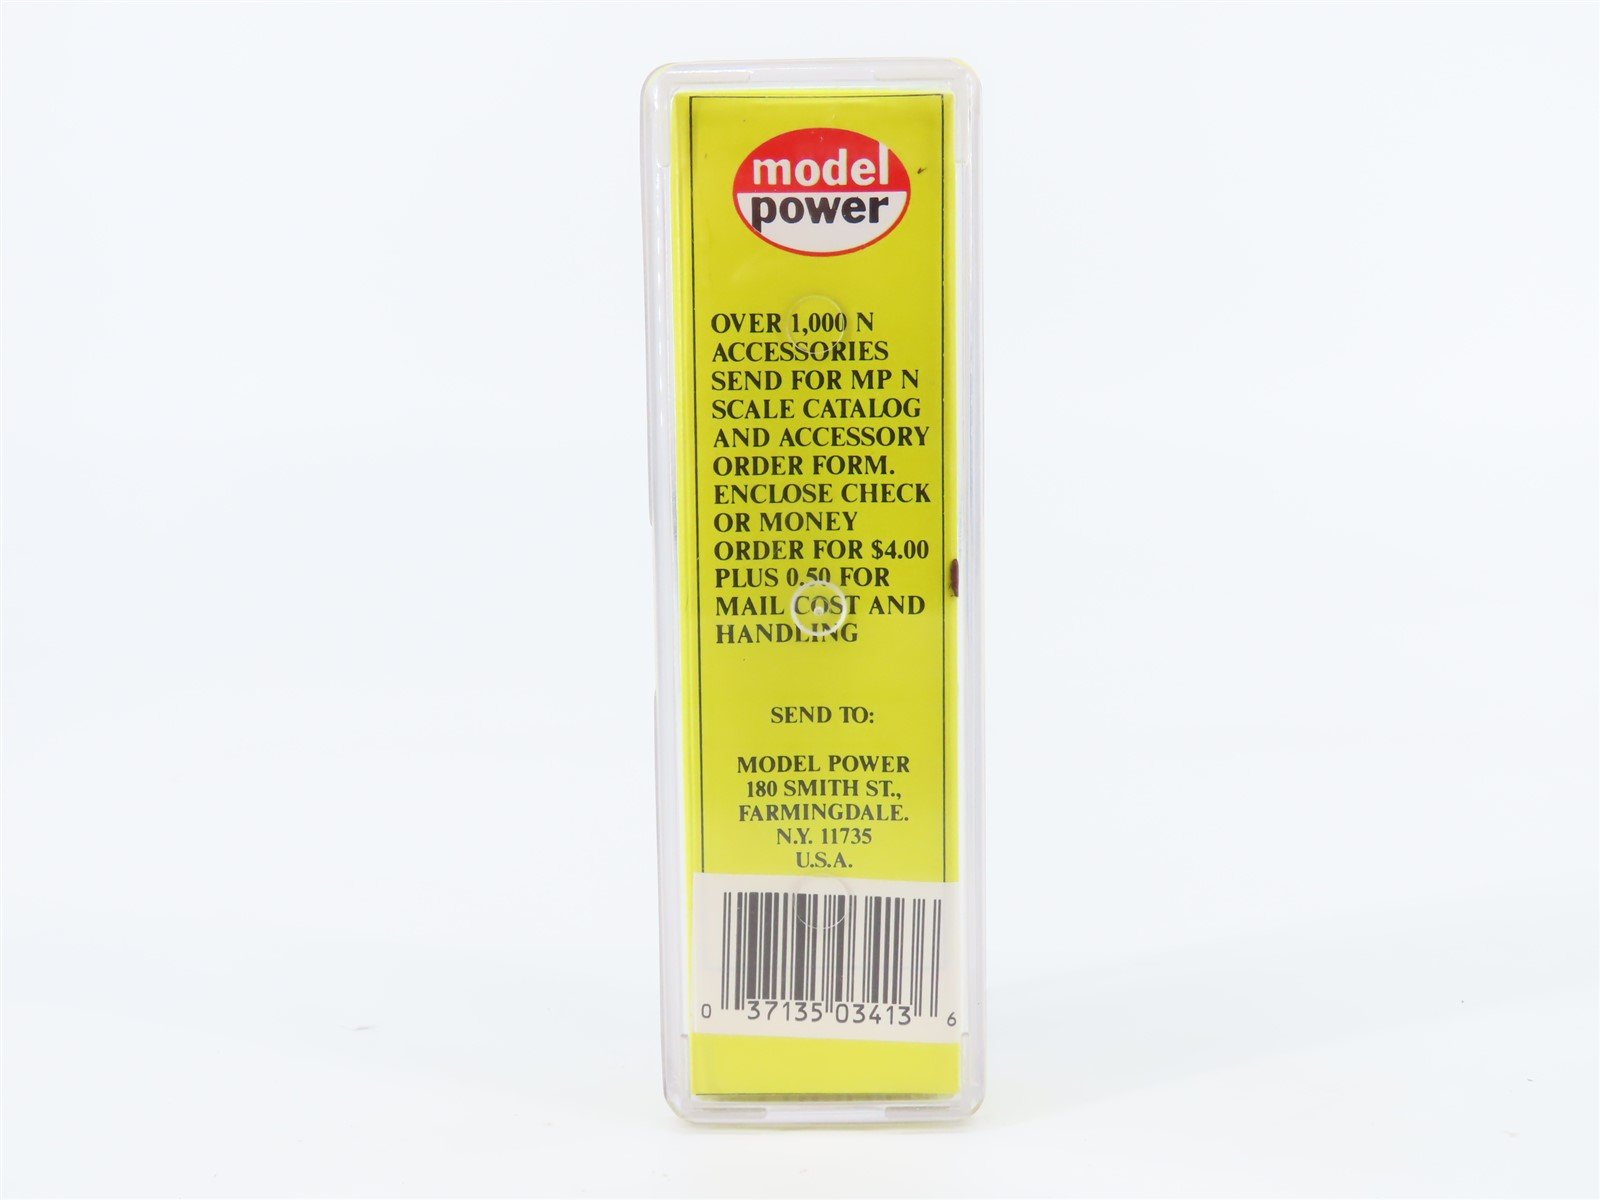 model
power
OVER 1,000 N
ACCESSORIES
SEND FOR MP N
SCALE CATALOG
AND ACCESSORY
ORDER FORM.
ENCLOSE CHECK
OR MONEY
ORDER FOR $4.00
PLUS 0.50 FOR
MAIL COST AND
HANDLING
SEND TO:
MODEL POWER
180 SMITH ST.,
FARMINGDALE.
N.Y. 11735
U.S.A.
0 37135 03413 6